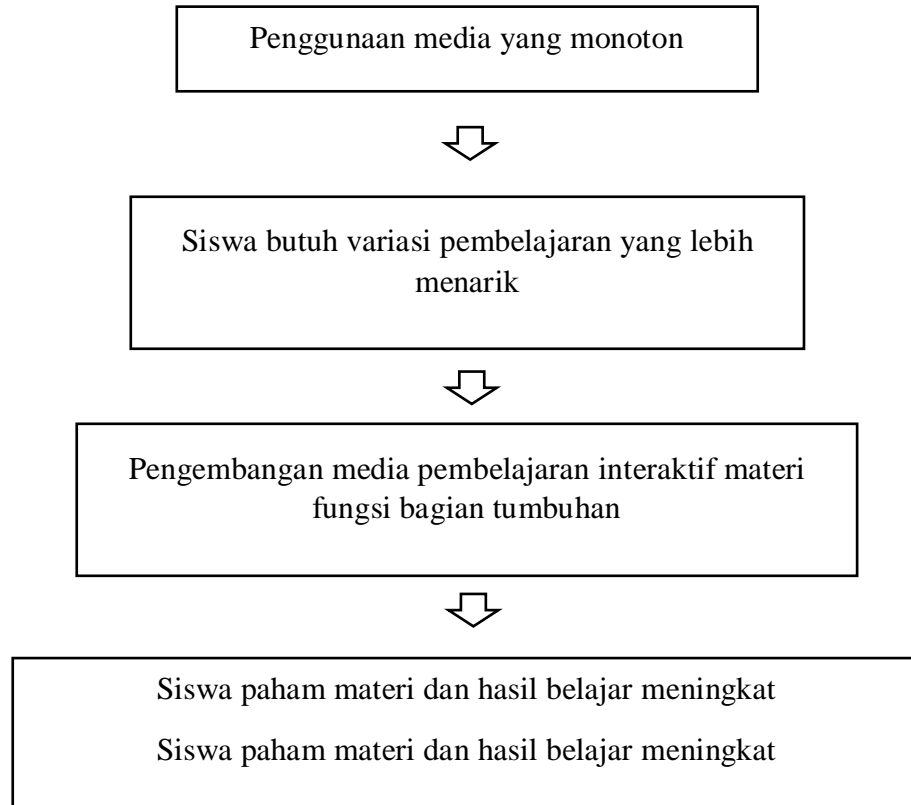 Penggunaan media yang monoton
Siswa butuh variasi pembelajaran yang lebih
menarik
Pengembangan media pembelajaran interaktif materi
fungsi bagian tumbuhan
Siswa paham materi dan hasil belajar meningkat
Siswa paham materi dan hasil belajar meningkat